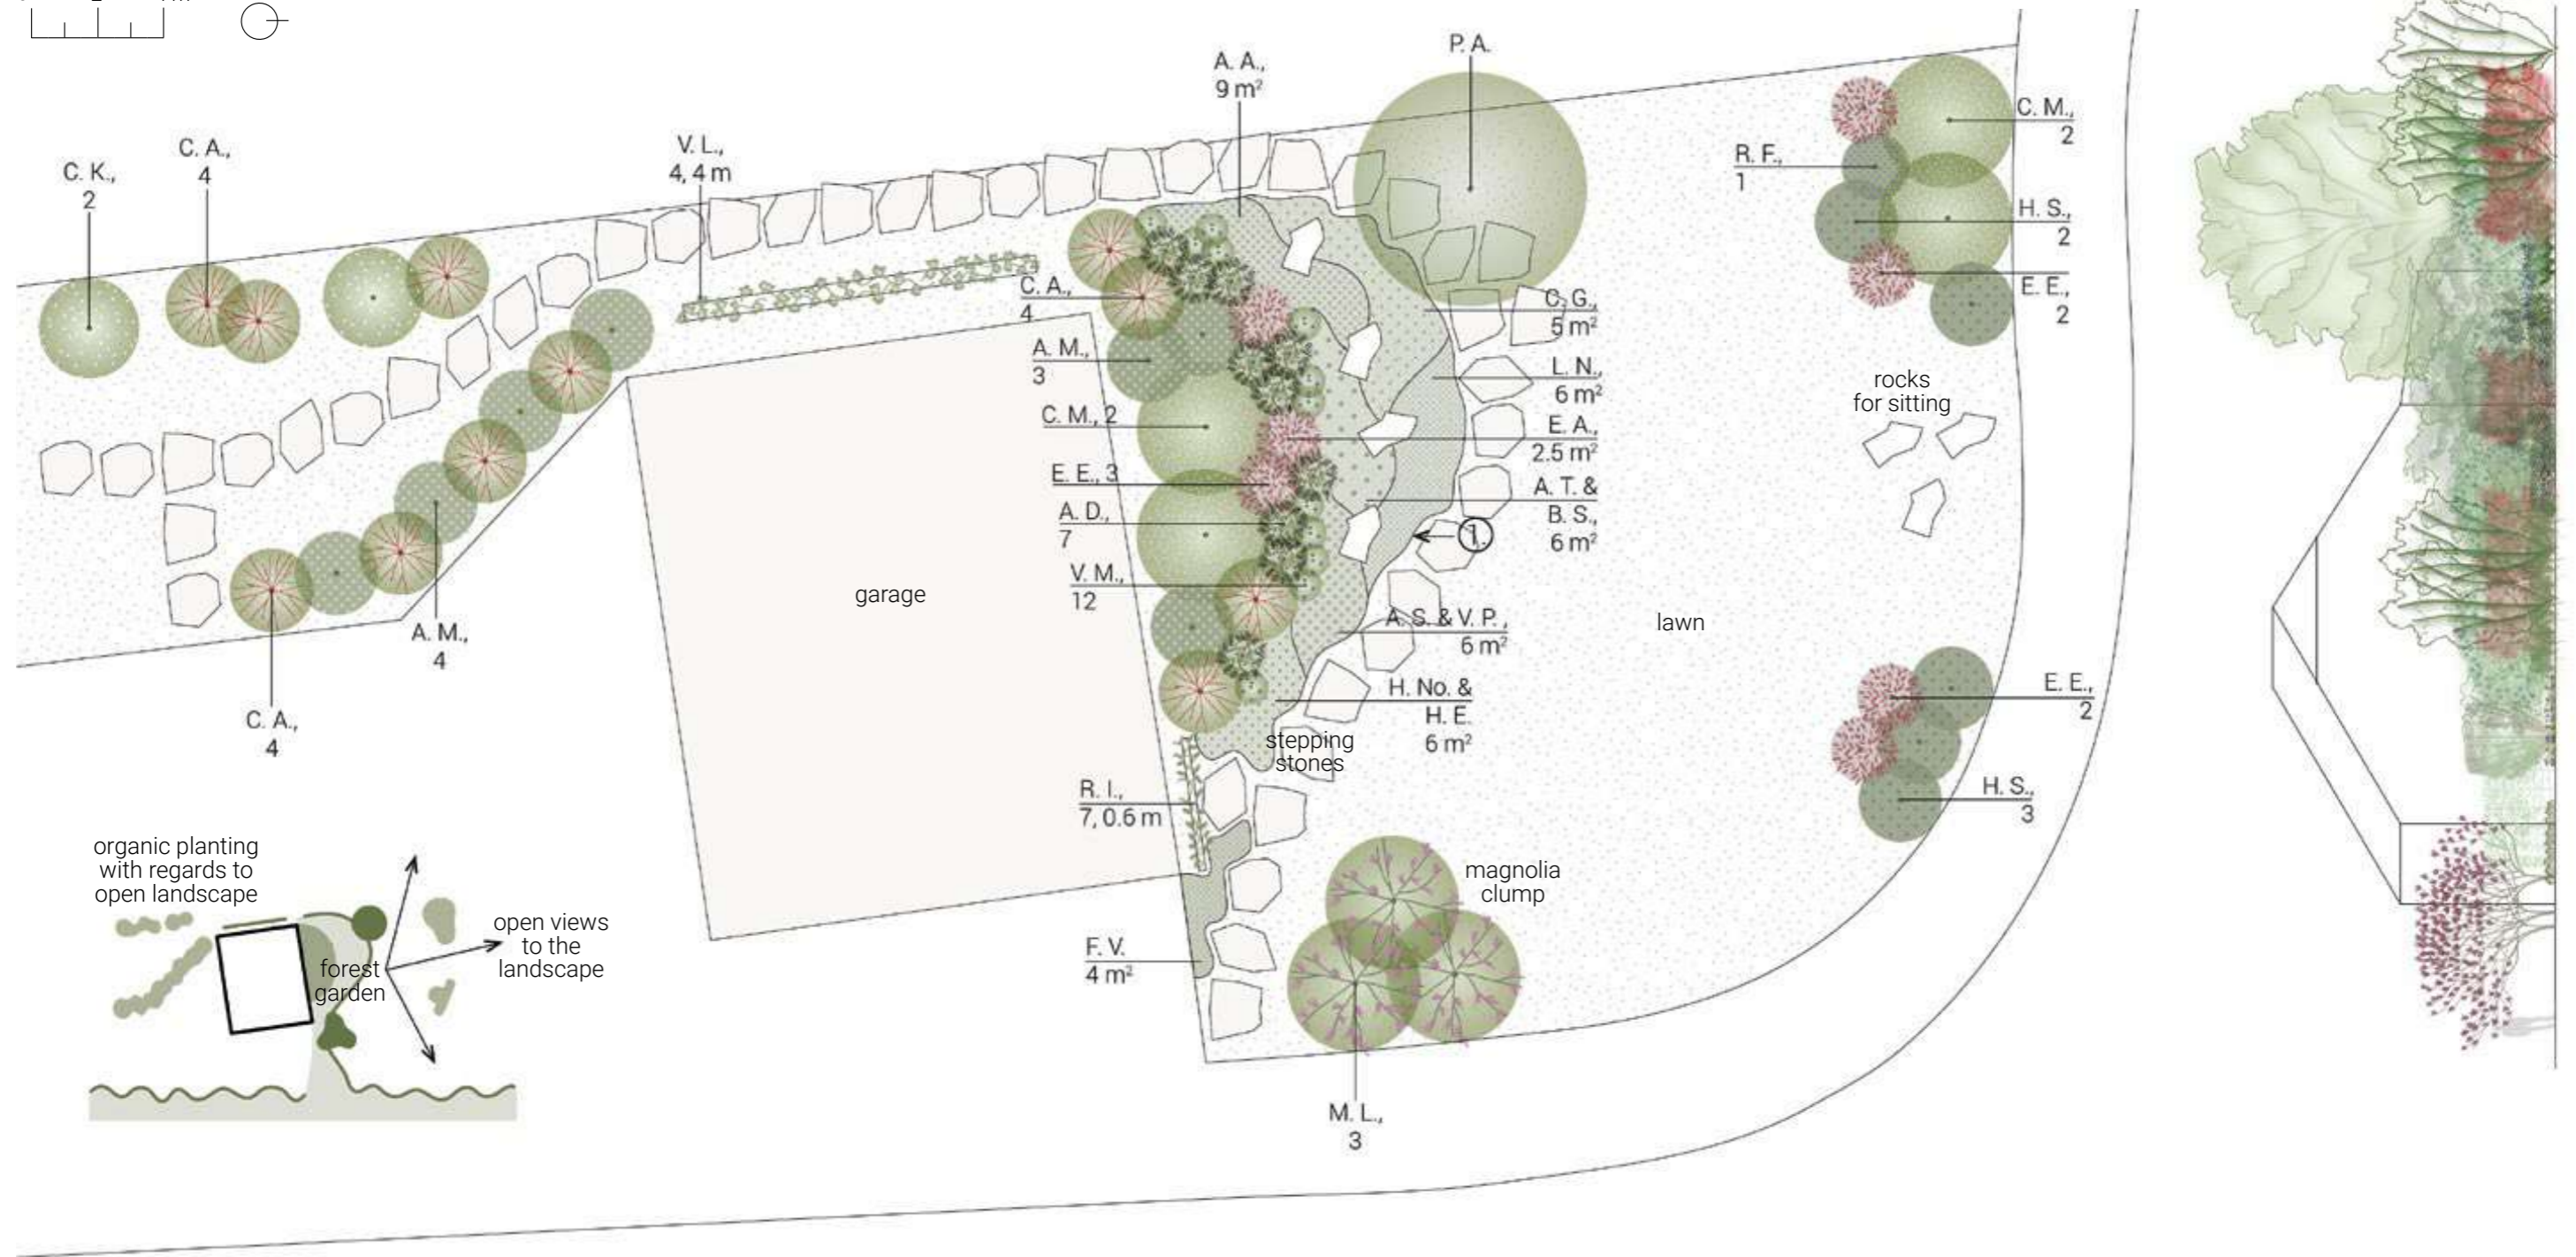 C. K.,
2
C. A.,
4
V. L.,
4, 4 m
A. A.,
9 m²
P. A.
C. M.,
2
R. F.,
1
H. S.,
2
E. E.,
2
C. A.,
4
A. M.,
3
C. M., 2
E. E., 3
A. D.,
7
V. M.,
12
C. G.,
5 m²
L. N.,
6 m²
E. A.,
2.5 m²
A. T. &
B. S.,
6 m²
1.
A. S. & V. P.,
6 m²
H. No. &
H. E.
6 m²
stepping
stones
rocks
for sitting
garage
lawn
A. M.,
4
C. A.,
4
E. E.,
2
H. S.,
3
R. I.,
7, 0.6 m
F. V.
4 m²
magnolia
clump
M. L.,
3
organic planting
with regards to
open landscape
open views
to the
landscape
forest
garden